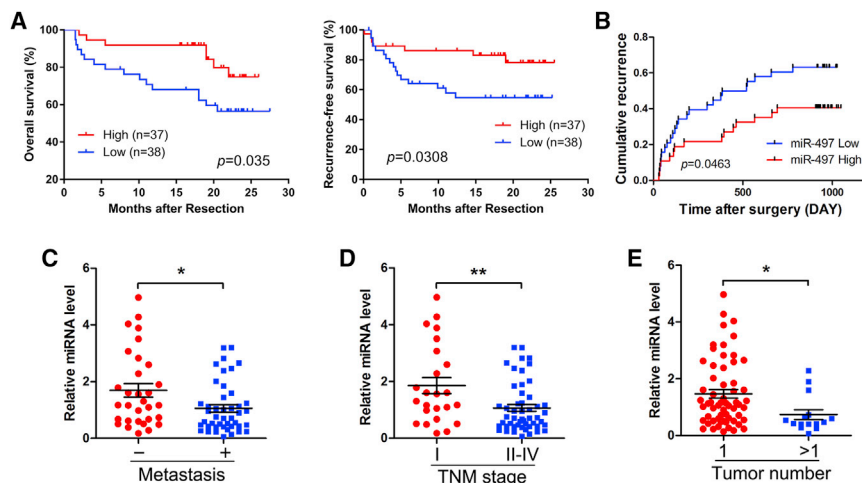 A
Overall survival (%)
100
80
60
40
20
0
High (n=37)
Low (n=38)
p=0.035
0 5 10 15 20 25 30
Months after Resection
Recurrence-free survival (%)
100
80
60
40
20
0
High (n=37)
Low (n=38)
p=0.0308
0 5 10 15 20 25 30
Months after Resection
B
Cumulative recurrence
0.8
0.6
0.4
0.2
0.0
miR-497 Low
miR-497 High
p=0.0463
0 500 1000
Time after surgery (DAY)
C
Relative miRNA level
6
4
2
0
*
– +
Metastasis
D
Relative miRNA level
6
4
2
0
**
I II-IV
TNM stage
E
Relative miRNA level
6
4
2
0
*
1 >1
Tumor number